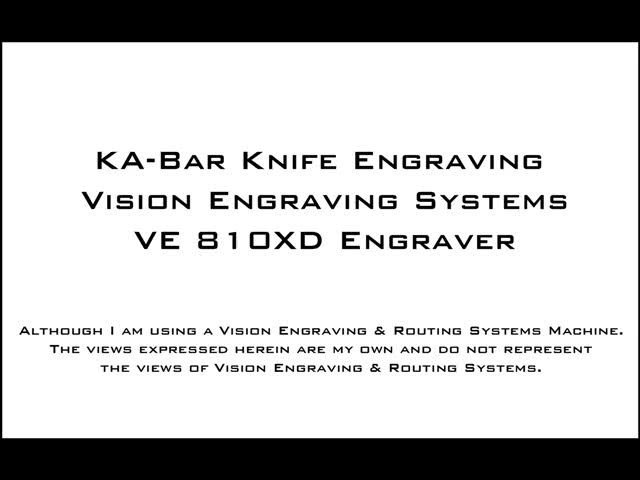 KA-Bar Knife Engraving
Vision Engraving Systems
VE 810XD Engraver
Although I am using a Vision Engraving & Routing Systems Machine.
The views expressed herein are my own and do not represent
the views of Vision Engraving & Routing Systems.